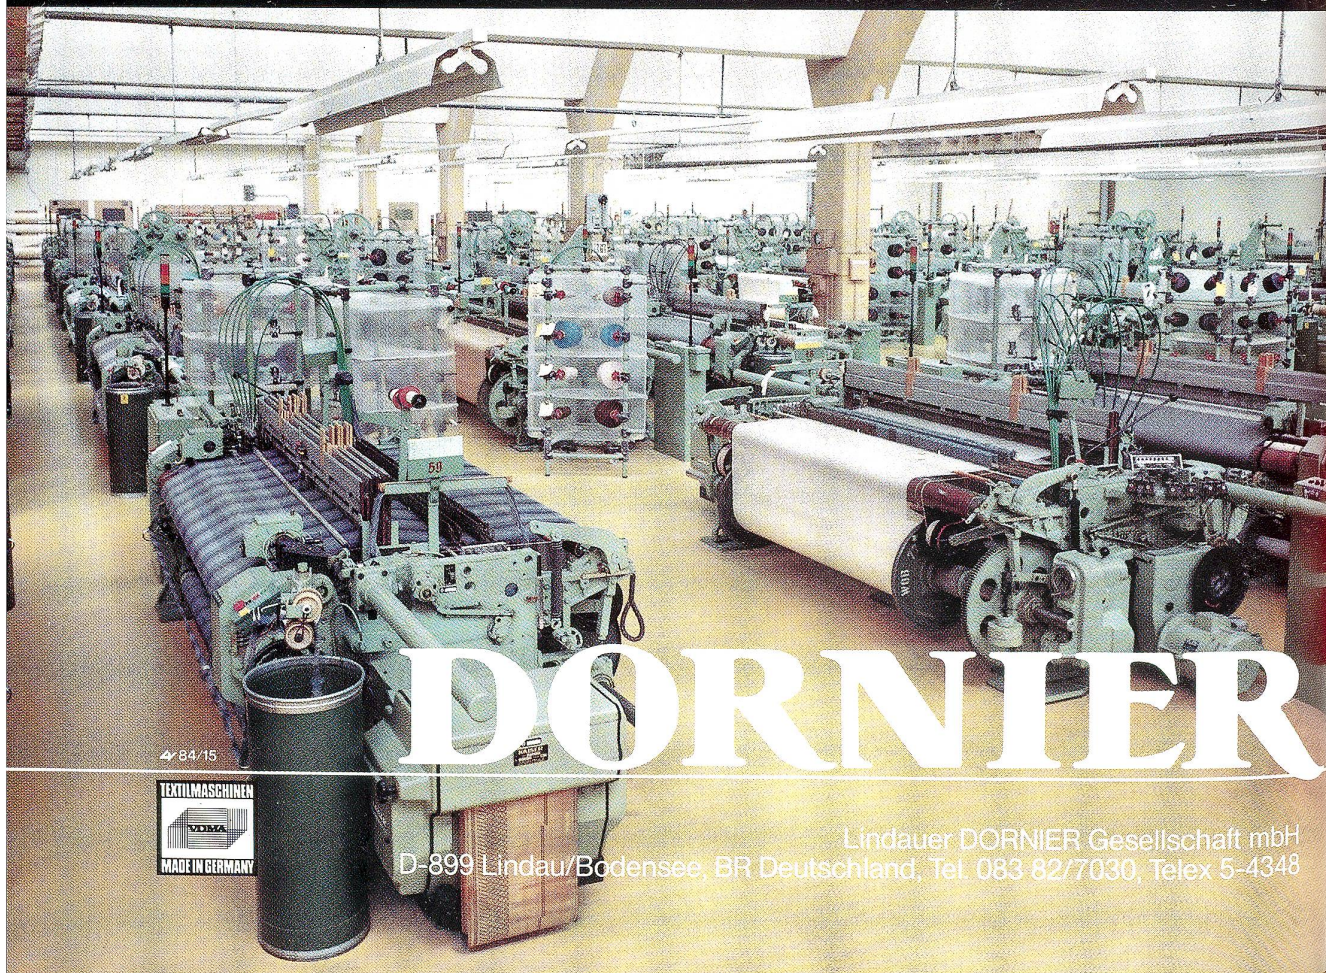 59
WOB
DORNIER
84/15
TEXTILMASCHINEN
VDMA
MADE IN GERMANY
Lindauer DORNIER Gesellschaft mbH
D-899 Lindau/Bodensee, BR Deutschland, Tel. 083 82/7030, Telex 5-4348